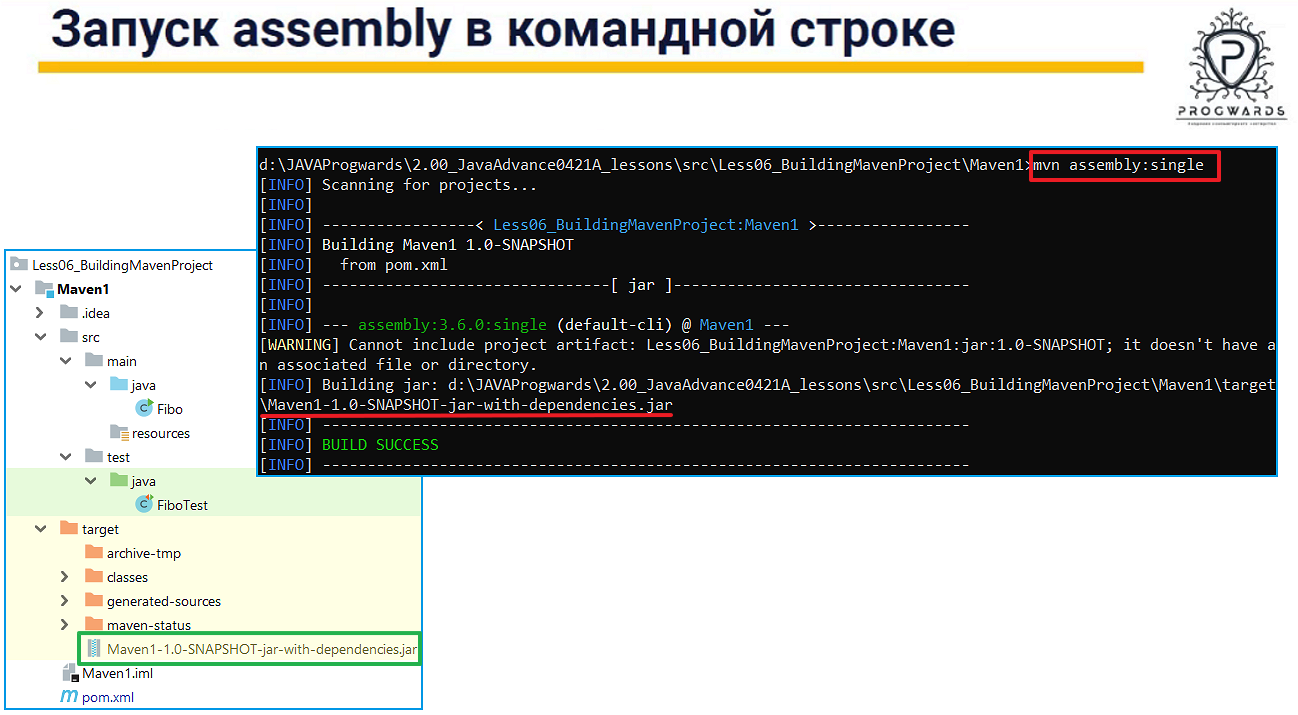 Запуск assembly в командной строке
PROGWARDS
d:\JAVAProgwards\2.00_JavaAdvance0421A_lessons\src\Less06_BuildingMavenProject\Maven1>mvn assembly:single
[INFO] Scanning for projects...
[INFO]
[INFO] ------------------< Less06_BuildingMavenProject:Maven1 >------------------
[INFO] Building Maven1 1.0-SNAPSHOT
[INFO]   from pom.xml
[INFO] --------------------------------[ jar ]---------------------------------
[INFO]
[INFO] --- assembly:3.6.0:single (default-cli) @ Maven1 ---
[WARNING] Cannot include project artifact: Less06_BuildingMavenProject:Maven1:jar:1.0-SNAPSHOT; it doesn't have a
n associated file or directory.
[INFO] Building jar: d:\JAVAProgwards\2.00_JavaAdvance0421A_lessons\src\Less06_BuildingMavenProject\Maven1\target
\Maven1-1.0-SNAPSHOT-jar-with-dependencies.jar
[INFO] ------------------------------------------------------------------------
[INFO] BUILD SUCCESS
[INFO] ------------------------------------------------------------------------
Less06_BuildingMavenProject
Maven1
.idea
src
main
java
Fibo
resources
test
java
FiboTest
target
archive-tmp
classes
generated-sources
maven-status
Maven1-1.0-SNAPSHOT-jar-with-dependencies.jar
Maven1.iml
pom.xml